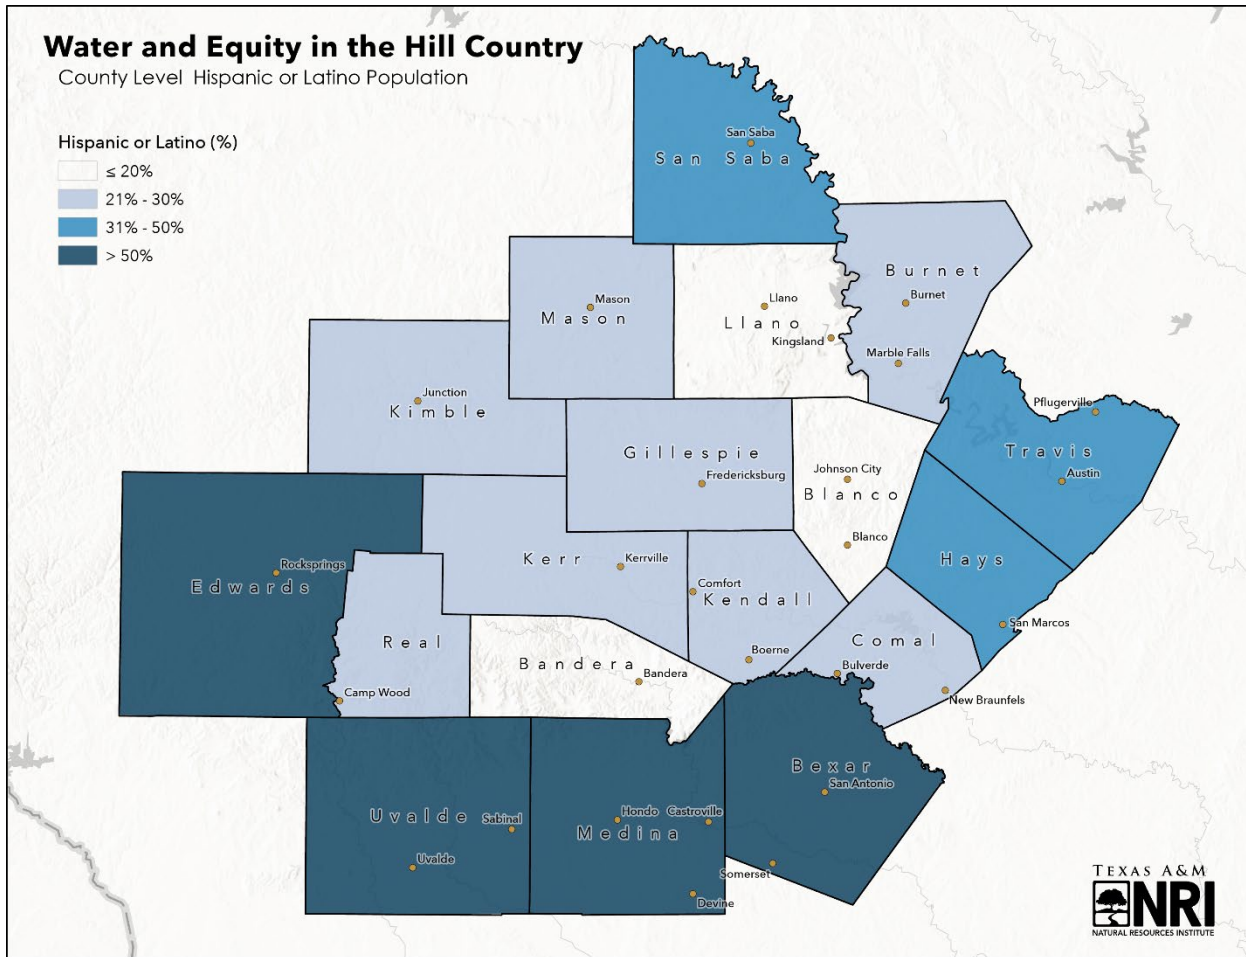 Water and Equity in the Hill Country
County Level Hispanic or Latino Population
Hispanic or Latino (%)
≤ 20%
21% - 30%
31% - 50%
> 50%
San Saba
San Saba
Burnet
Burnet
Marble Falls
Mason
Mason
Llano
Llano
Kingsland
Junction
Kimble
Pflugerville
Travis
Austin
Gillespie
Fredericksburg
Johnson City
Blanco
Blanco
Hays
San Marcos
Rocksprings
Edwards
Kerr
Kerrville
Comfort
Kendall
Boerne
Comal
Bulverde
New Braunfels
Real
Camp Wood
Bandera
Bandera
Bexar
San Antonio
Somerset
Uvalde
Sabinal
Uvalde
Hondo
Castroville
Medina
Devine
TEXAS A&M
NRI
NATURAL RESOURCES INSTITUTE